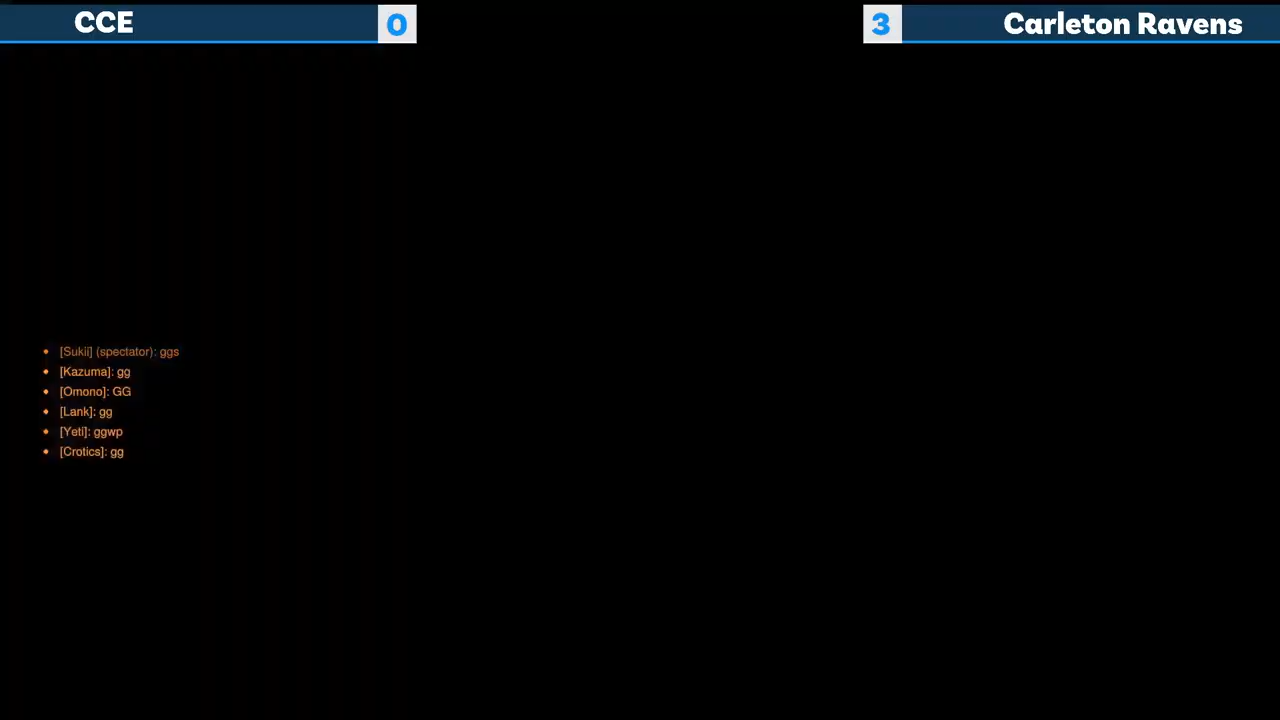 CCE 0 3 Carleton Ravens
[Sukii] (spectator): ggs
[Kazuma]: gg
[Omono]: GG
[Lank]: gg
[Yeti]: ggwp
[Crotics]: gg